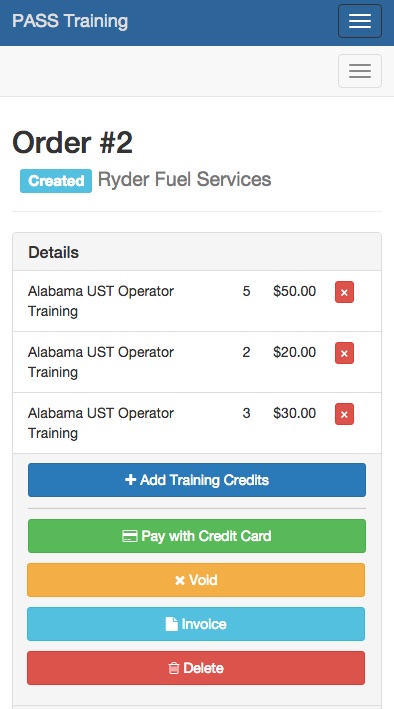 PASS Training
Order #2
Created Ryder Fuel Services
Details
Alabama UST Operator Training 5 $50.00 ×
Alabama UST Operator Training 2 $20.00 ×
Alabama UST Operator Training 3 $30.00 ×
+ Add Training Credits
Pay with Credit Card
× Void
Invoice
Delete